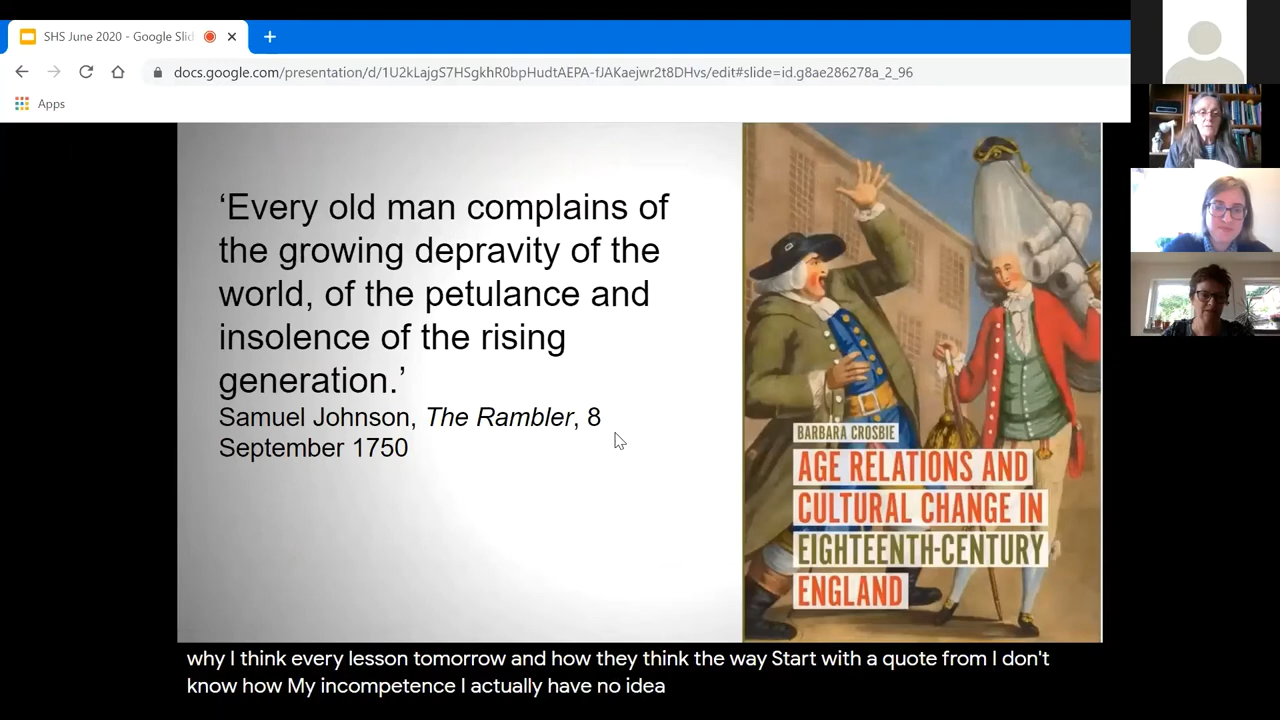 SHS June 2020 - Google Slid
docs.google.com/presentation/d/1U2kLajgS7HSgkhR0bpHudtAEPA-fJAKaejwr2t8DHvs/edit#slide=id.g8ae286278a_2_96
Apps
‘Every old man complains of
the growing depravity of the
world, of the petulance and
insolence of the rising
generation.’
Samuel Johnson, The Rambler, 8
September 1750
BARBARA CROSBIE
AGE RELATIONS AND
CULTURAL CHANGE IN
EIGHTEENTH-CENTURY
ENGLAND
why I think every lesson tomorrow and how they think the way Start with a quote from I don't
know how My incompetence I actually have no idea